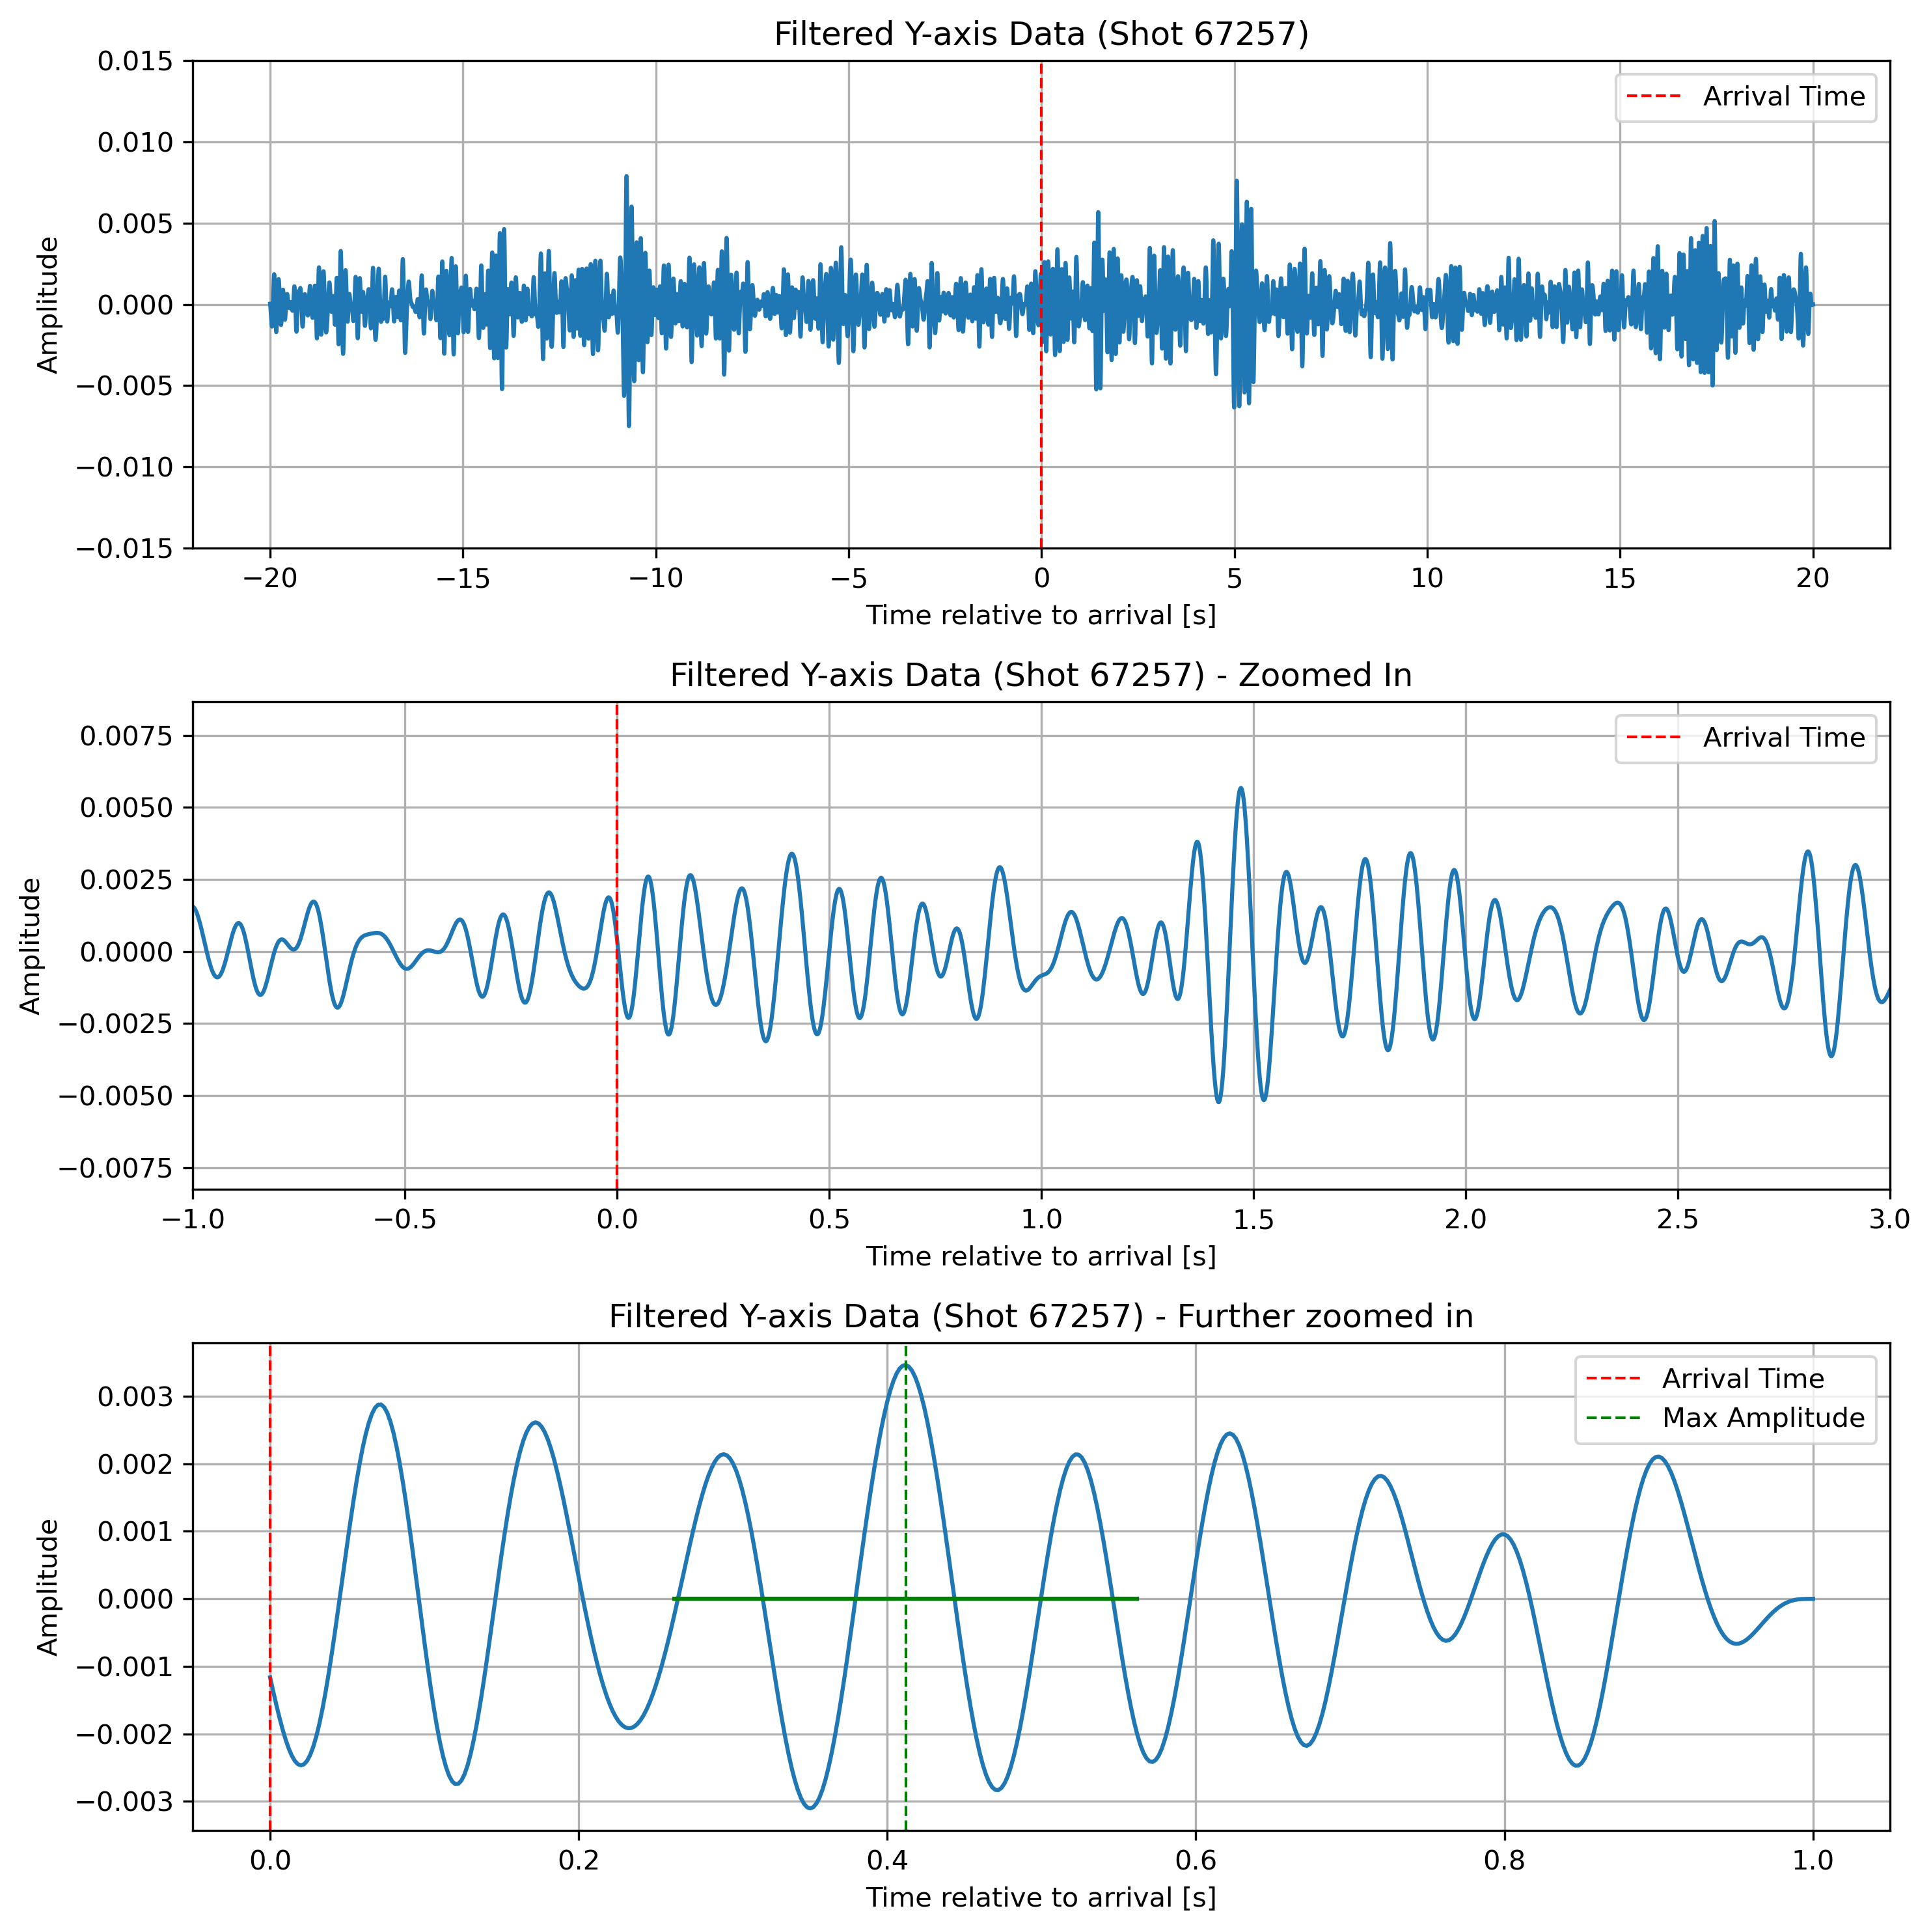 Filtered Y-axis Data (Shot 67257)
0.015
0.010
0.005
0.000
−0.005
−0.010
−0.015
Amplitude
Arrival Time
−20 −15 −10 −5 0 5 10 15 20
Time relative to arrival [s]
Filtered Y-axis Data (Shot 67257) - Zoomed In
0.0075
0.0050
0.0025
0.0000
−0.0025
−0.0050
−0.0075
Amplitude
Arrival Time
−1.0 −0.5 0.0 0.5 1.0 1.5 2.0 2.5 3.0
Time relative to arrival [s]
Filtered Y-axis Data (Shot 67257) - Further zoomed in
0.003
0.002
0.001
0.000
−0.001
−0.002
−0.003
Amplitude
Arrival Time
Max Amplitude
0.0 0.2 0.4 0.6 0.8 1.0
Time relative to arrival [s]